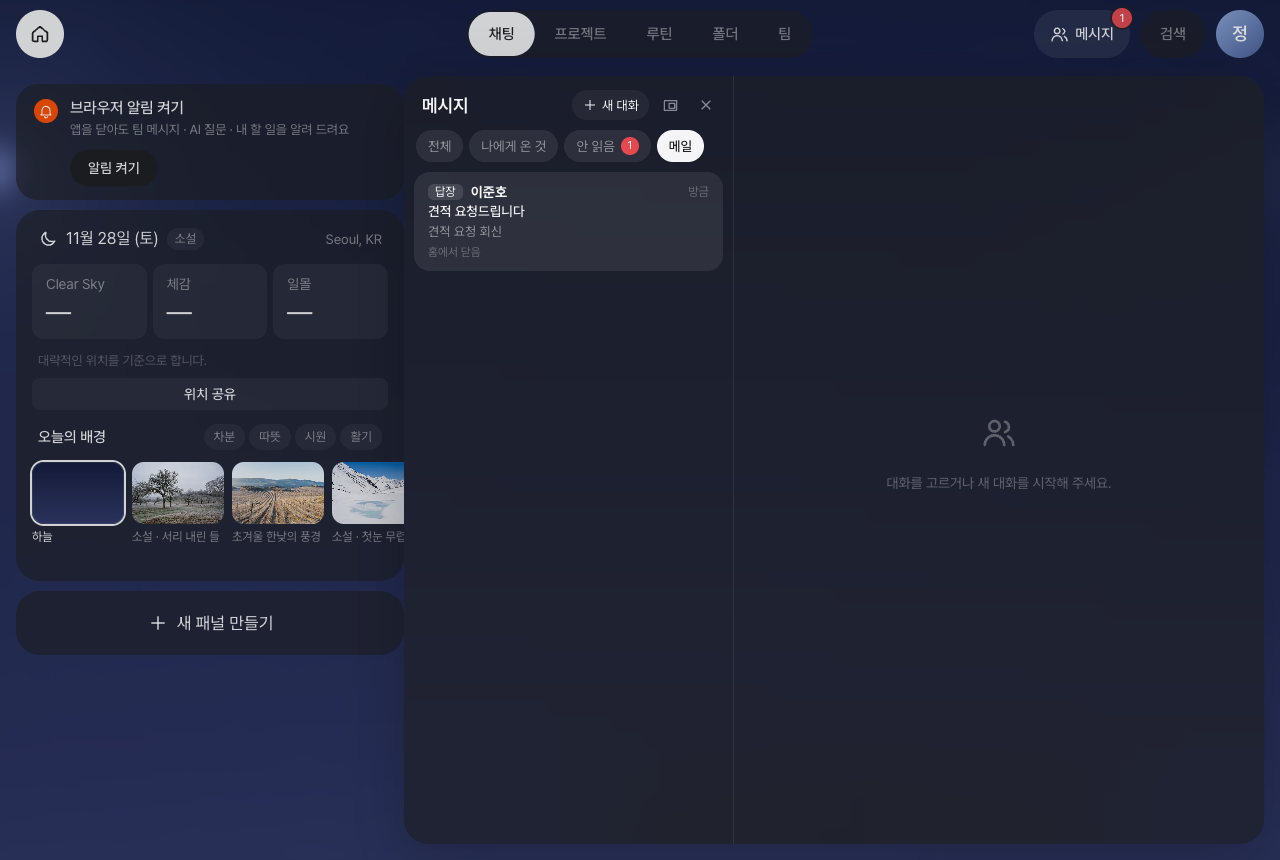 채팅
프로젝트
루틴
폴더
팀
메시지
1
검색
정
브라우저 알림 켜기
앱을 닫아도 팀 메시지 · AI 질문 · 내 할 일을 알려 드려요
알림 켜기
11월 28일 (토)
소설
Seoul, KR
Clear Sky
—
체감
—
일몰
—
대략적인 위치를 기준으로 합니다.
위치 공유
오늘의 배경
차분
따뜻
시원
활기
하늘
소설 · 서리 내린 들
초겨울 한낮의 풍경
소설 · 첫눈 무렵
새 패널 만들기
메시지
새 대화
전체
나에게 온 것
안 읽음 1
메일
답장 이준호
방금
견적 요청드립니다
견적 요청 회신
홈에서 닫음
대화를 고르거나 새 대화를 시작해 주세요.